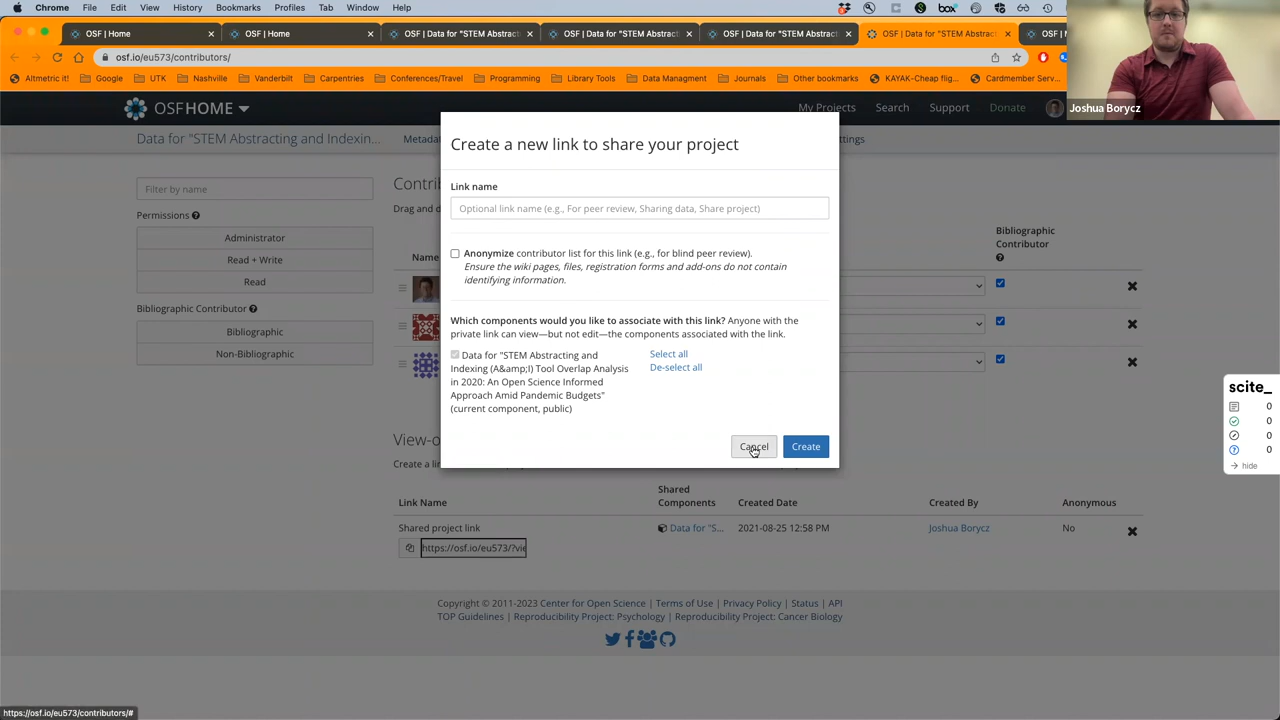 Chrome File Edit View History Bookmarks Profiles Tab Window Help
OSF | Home
OSF | Home
OSF | Data for "STEM Abstract
OSF | Data for "STEM Abstract
OSF | Data for "STEM Abstract
OSF | Data for "STEM Abstract
osf.io/eu573/contributors/
Altmetric it! Google UTK Nashville Vanderbilt Carpentries Conferences/Travel Programming Library Tools Data Managment Journals Other bookmarks KAYAK-Cheap flig... Cardmember Serv...
Joshua Borycz
OSFHOME My Projects Search Support Donate
Data for "STEM Abstracting and Indexin...
Filter by name
Permissions
Administrator
Read + Write
Read
Bibliographic Contributor
Bibliographic
Non-Bibliographic
Name
Bibliographic
Contributor
Create a new link to share your project
Link name
Optional link name (e.g., For peer review, Sharing data, Share project)
Anonymize contributor list for this link (e.g., for blind peer review).
Ensure the wiki pages, files, registration forms and add-ons do not contain
identifying information.
Which components would you like to associate with this link? Anyone with the
private link can view—but not edit—the components associated with the link.
Data for "STEM Abstracting and
Indexing (A&amp;I) Tool Overlap Analysis
in 2020: An Open Science Informed
Approach Amid Pandemic Budgets"
(current component, public)
Select all
De-select all
Cancel
Create
Link Name
Shared
Components
Created Date
Created By
Anonymous
Shared project link
Data for "S...
2021-08-25 12:58 PM
Joshua Borycz
No
https://osf.io/eu573/?vie
Copyright © 2011-2023 Center for Open Science | Terms of Use | Privacy Policy | Status | API
TOP Guidelines | Reproducibility Project: Psychology | Reproducibility Project: Cancer Biology
scite_
0
0
0
0
hide
https://osf.io/eu573/contributors/#